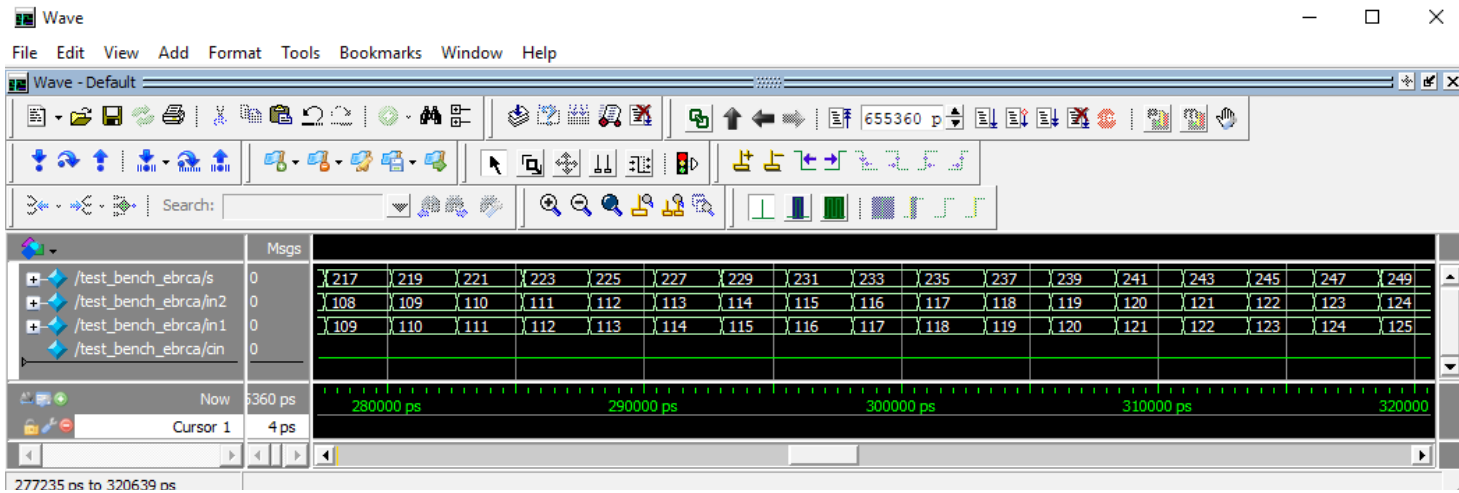 Wave
File Edit View Add Format Tools Bookmarks Window Help
Wave - Default
655360 p
Search:
Msgs
/test_bench_ebrca/s 0 217 219 221 223 225 227 229 231 233 235 237 239 241 243 245 247 249
/test_bench_ebrca/in2 0 108 109 110 111 112 113 114 115 116 117 118 119 120 121 122 123 124
/test_bench_ebrca/in1 0 109 110 111 112 113 114 115 116 117 118 119 120 121 122 123 124 125
/test_bench_ebrca/cin 0
Now 5360 ps 280000 ps 290000 ps 300000 ps 310000 ps 320000
Cursor 1 4 ps
277235 ps to 320639 ps